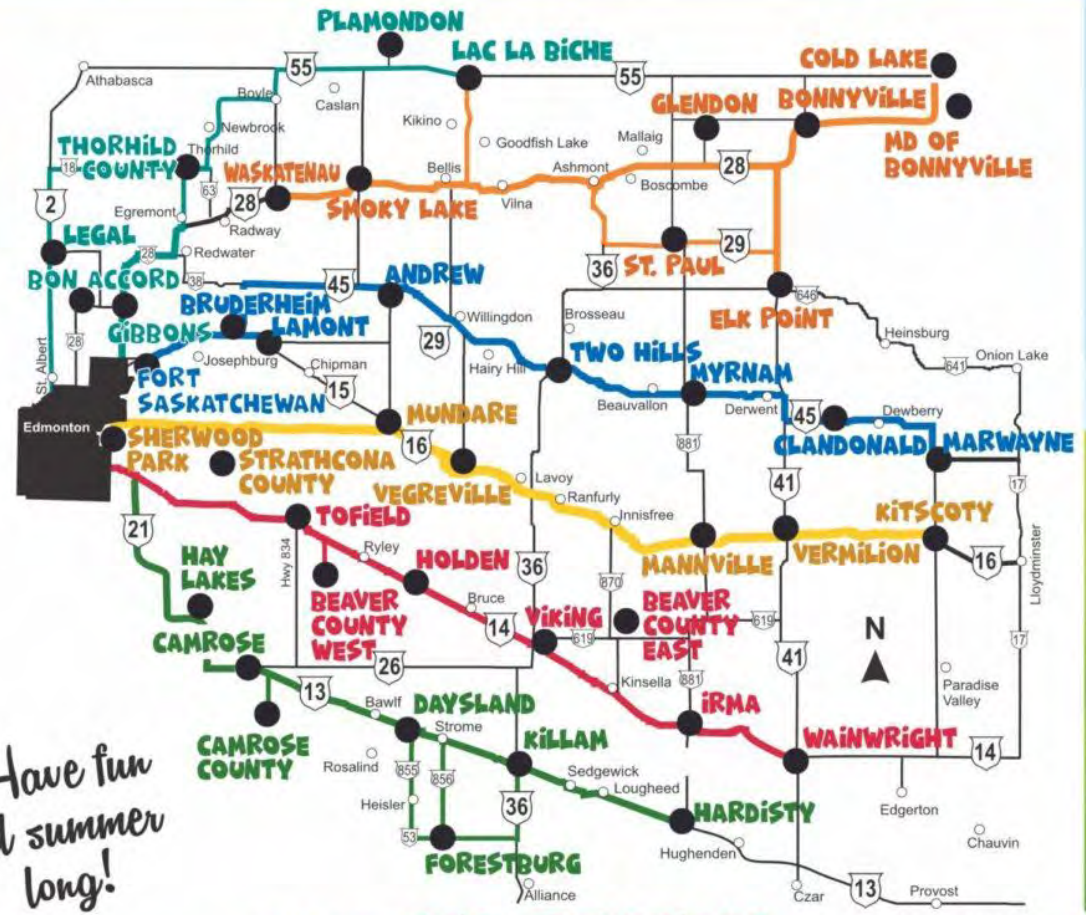 PLAMONDON
LAC LA BICHE
COLD LAKE
55
55
Athabasca
Boyle
Caslan
GLENDON
BONNYVILLE
Newbrook
Kikino
Goodfish Lake
Mallaig
MD OF
BONNYVILLE
THORHILD
COUNTY
Thorhild
18
WASKATENAU
Bellis
Ashmont
28
Boscombe
2
63
28
SMOKY LAKE
Vilna
Egremont
Radway
LEGAL
28
Redwater
36
ST. PAUL
29
BON ACCORD
38
45
ANDREW
646
BRUDERHEIM
LAMONT
GIBBONS
Willingdon
Brosseau
ELK POINT
28
29
Heinsburg
St. Albert
Josephburg
Chipman
Hairy Hill
TWO HILLS
641
Onion Lake
FORT
SASKATCHEWAN
15
MYRNAM
Beauvallon
Derwent
45
Dewberry
Edmonton
MUNDARE
CLANDONALD
MARWAYNE
SHERWOOD
PARK
16
881
STRATHCONA
COUNTY
VEGREVILLE
Lavoy
41
17
Ranfurly
21
Innisfree
KITSCOTY
TOFIELD
MANNVILLE
VERMILION
16
Lloydminster
HAY
LAKES
Hwy 834
Ryley
HOLDEN
36
870
BEAVER
COUNTY
WEST
Bruce
14
VIKING
619
BEAVER
COUNTY
EAST
619
N
17
CAMROSE
26
41
Kinsella
881
Paradise
Valley
13
Bawlf
DAYSLAND
IRMA
Strome
KILLAM
WAINWRIGHT
14
CAMROSE
COUNTY
Rosalind
855
856
Sedgewick
Lougheed
Edgerton
Heisler
36
HARDISTY
53
Chauvin
FORESTBURG
Hughenden
Alliance
Czar
13
Provost
Have fun
summer
long!